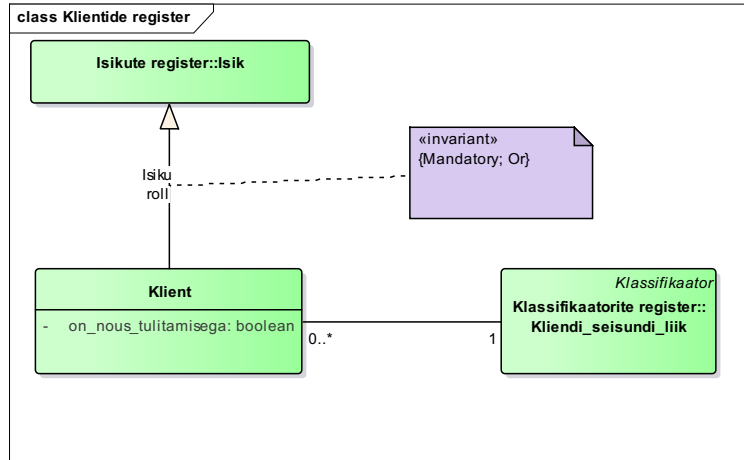 class Klientide register
Isikute register::Isik
«invariant»
{Mandatory; Or}
Isiku
roll
Klient
- on_nous_tulitamisega: boolean
0..*
1
Klassifikaator
Klassifikaatorite register::
Kliendi_seisundi_liik